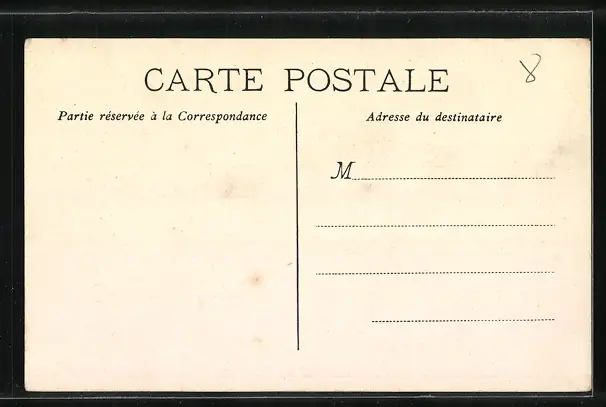 CARTE POSTALE
8
Partie réservée à la Correspondance
Adresse du destinataire
M